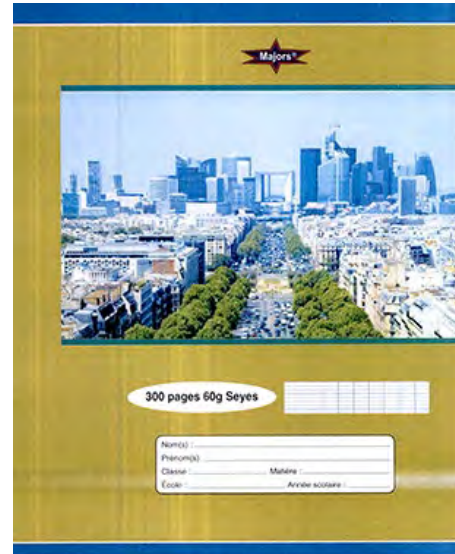 Majors®
300 pages 60g Seyes
Nom(s) :
Prénom(s)
Classe : Matière :
École : Année scolaire :